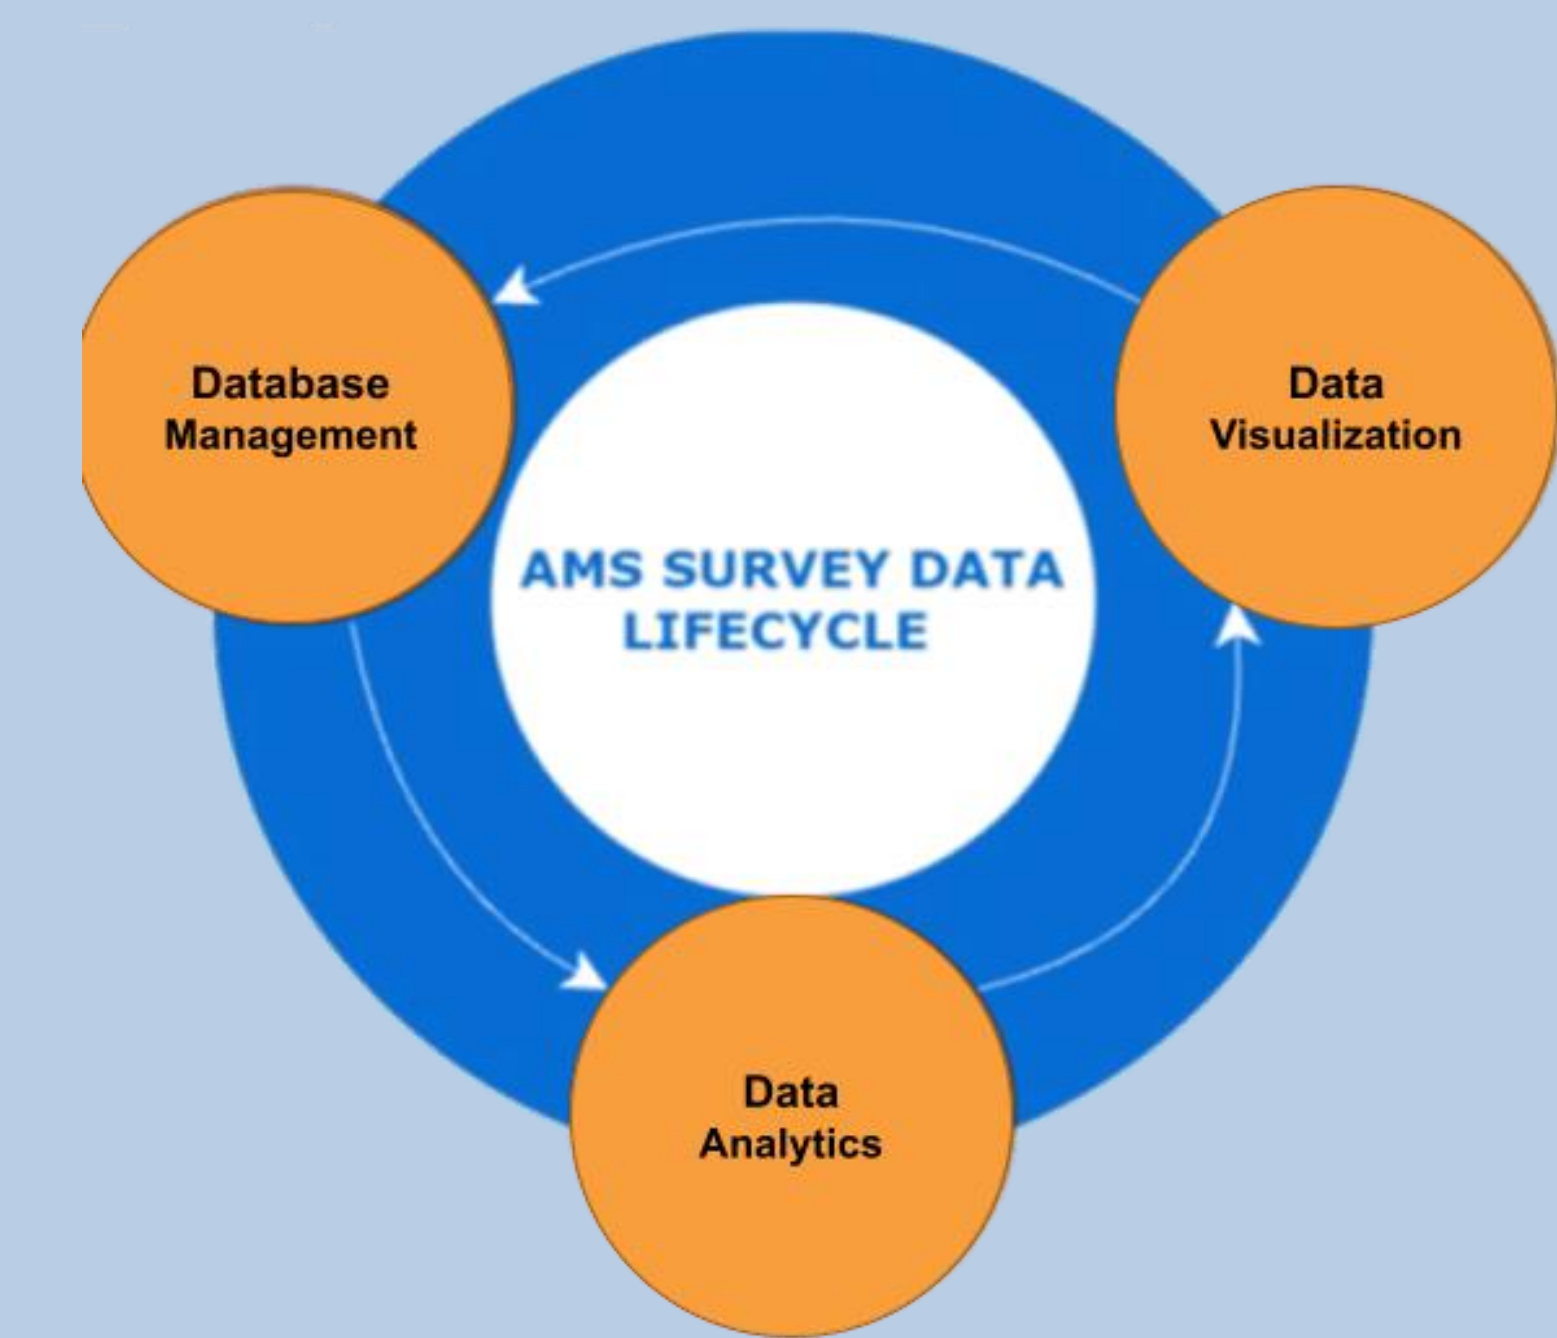 Database
Management
Data
Visualization
AMS SURVEY DATA
LIFECYCLE
Data
Analytics